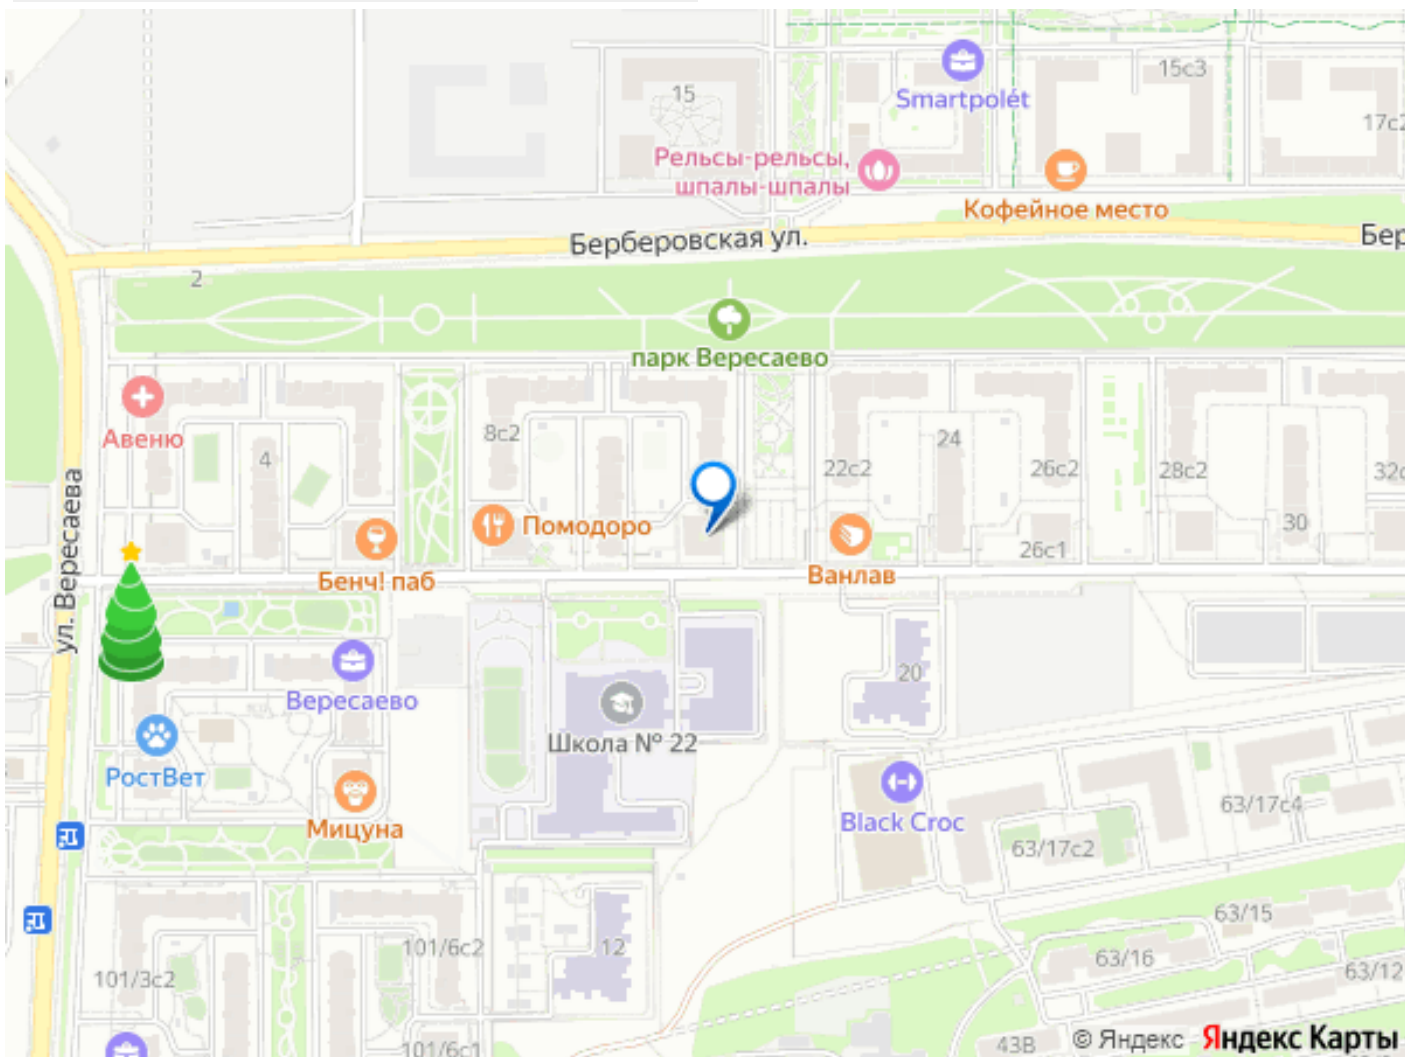 15
15с3
Smartpolét
17с2
Рельсы-рельсы,
шпалы-шпалы
Кофейное место
Берберовская ул.
Бер
2
парк Вересаево
Авеню
4
8с2
22с2
24
26с2
28с2
32с
ул. Вересаева
Помодоро
Бенч! паб
Ванлав
26с1
30
Вересаево
20
Школа № 22
РостВет
Мицуна
Black Croc
63/17с4
63/17с2
63/15
101/6с2
12
63/16
101/3с2
63/12
101/6с1
43В
© Яндекс Яндекс Карты